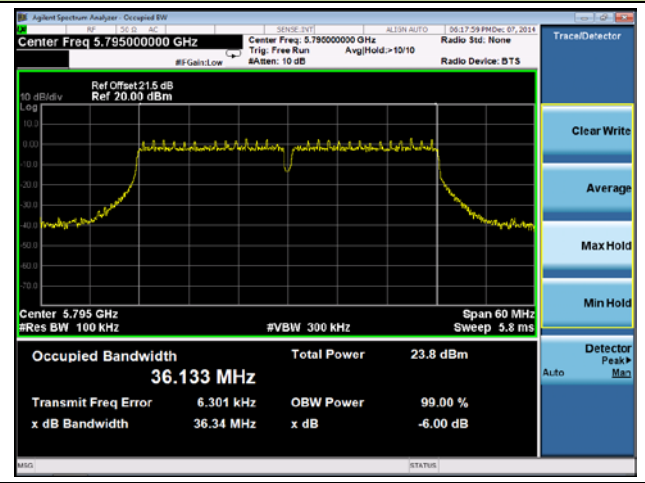 Agilent Spectrum Analyzer - Occupied BW
RF 50 Ω AC SENSE:INT ALIGN AUTO 06:17:59 PM Dec 07, 2014
Center Freq 5.795000000 GHz
Center Freq: 5.795000000 GHz
Radio Std: None
Trig: Free Run Avg|Hold:>10/10
#IFGain:Low #Atten: 10 dB Radio Device: BTS
Ref Offset 21.5 dB
10 dB/div Ref 20.00 dBm
Log
10.0
0.00
-10.0
-20.0
-30.0
-40.0
-50.0
-60.0
-70.0
Center 5.795 GHz Span 60 MHz
#Res BW 100 kHz #VBW 300 kHz Sweep 5.8 ms
Occupied Bandwidth Total Power 23.8 dBm
36.133 MHz
Transmit Freq Error 6.301 kHz OBW Power 99.00 %
x dB Bandwidth 36.34 MHz x dB -6.00 dB
MSG STATUS
Trace/Detector
Clear Write
Average
Max Hold
Min Hold
Detector
Peak▶
Auto Man